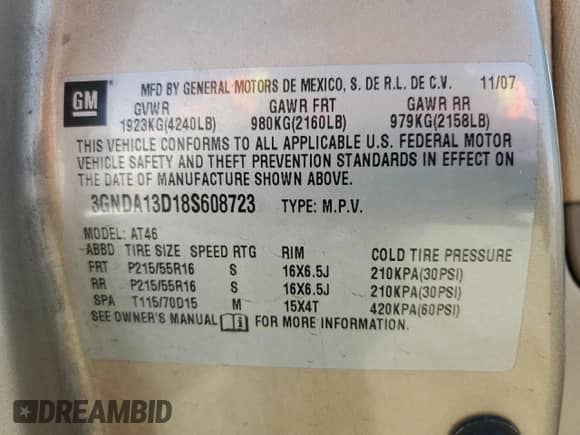 GM
MFD BY GENERAL MOTORS DE MEXICO, S. DE R.L. DE C.V. 11/07
GVWR GAWR FRT GAWR RR
1923KG(4240LB) 980KG(2160LB) 979KG(2158LB)
THIS VEHICLE CONFORMS TO ALL APPLICABLE U.S. FEDERAL MOTOR
VEHICLE SAFETY AND THEFT PREVENTION STANDARDS IN EFFECT ON
THE DATE OF MANUFACTURE SHOWN ABOVE.
3GNDA13D18S608723 TYPE: M.P.V.
MODEL: AT46
ABBD TIRE SIZE SPEED RTG RIM COLD TIRE PRESSURE
FRT P215/55R16 S 16X6.5J 210KPA(30PSI)
RR P215/55R16 S 16X6.5J 210KPA(30PSI)
SPA T115/70D15 M 15X4T 420KPA(60PSI)
SEE OWNER'S MANUAL i FOR MORE INFORMATION.
DREAMBID